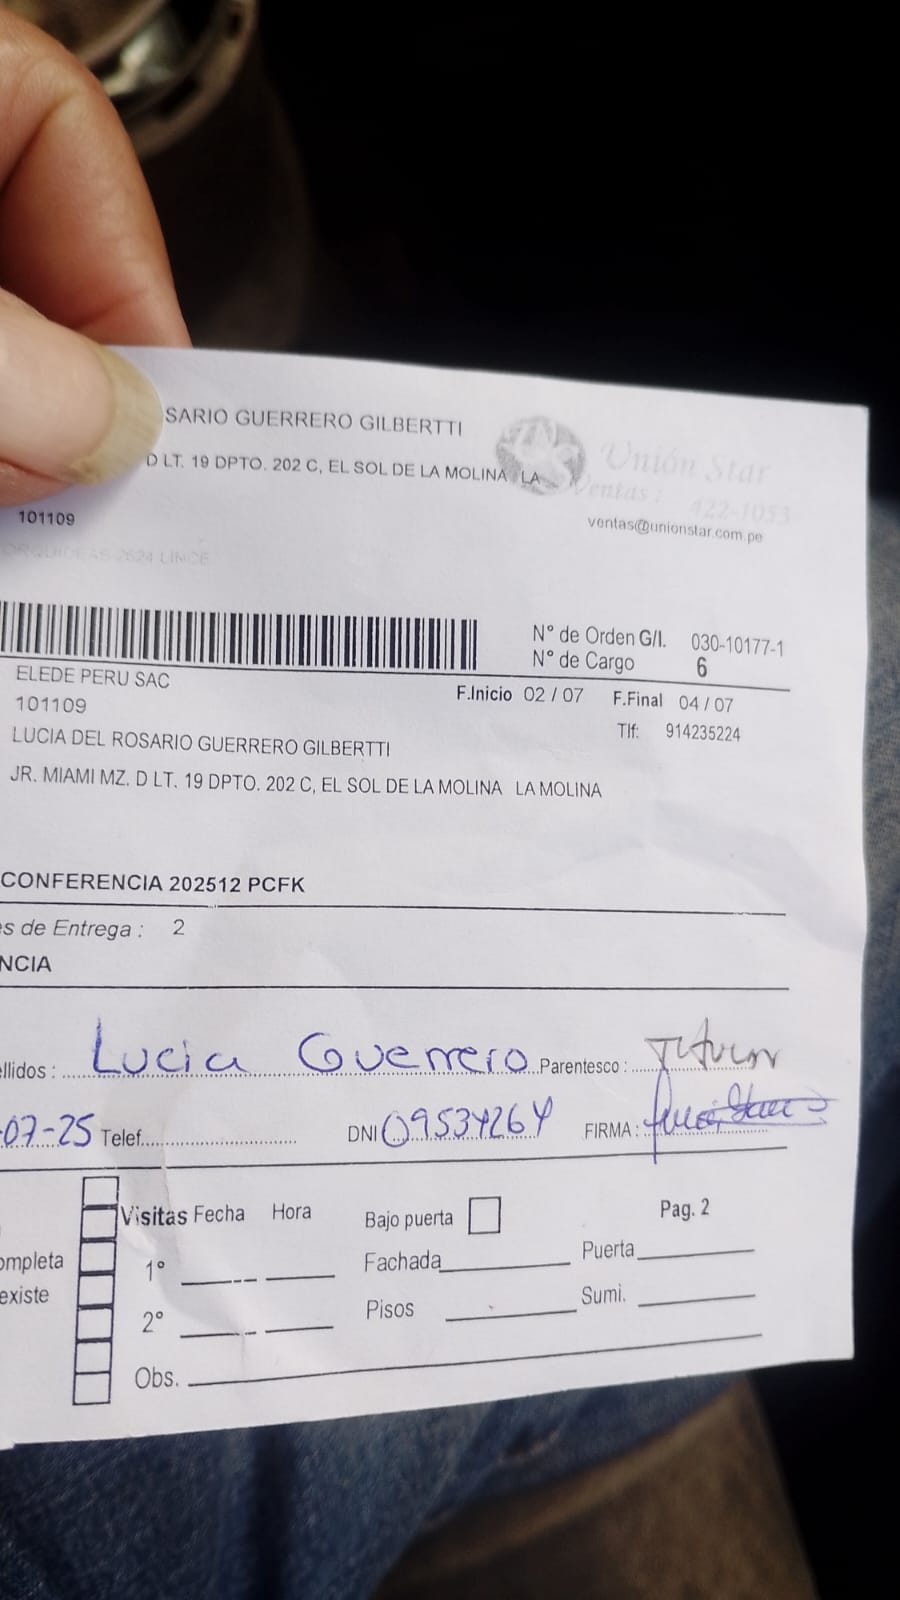 SARIO GUERRERO GILBERTTI
D LT. 19 DPTO. 202 C, EL SOL DE LA MOLINA LA
Unión Star
Ventas : 422-1053
101109
ventas@unionstar.com.pe
ORQUIDEAS 2624 LINCE
N° de Orden G/I. 030-10177-1
N° de Cargo 6
ELEDE PERU SAC
F.Inicio 02 / 07 F.Final 04 / 07
101109
Tlf: 914235224
LUCIA DEL ROSARIO GUERRERO GILBERTTI
JR. MIAMI MZ. D LT. 19 DPTO. 202 C, EL SOL DE LA MOLINA LA MOLINA
CONFERENCIA 202512 PCFK
s de Entrega : 2
NCIA
llidos : Lucia Guerrero Parentesco : Titular
-07-25 Telef. DNI 09534264 FIRMA :
Visitas Fecha Hora Bajo puerta Pag. 2
ompleta 1° Fachada Puerta
existe 2° Pisos Sumi.
Obs.